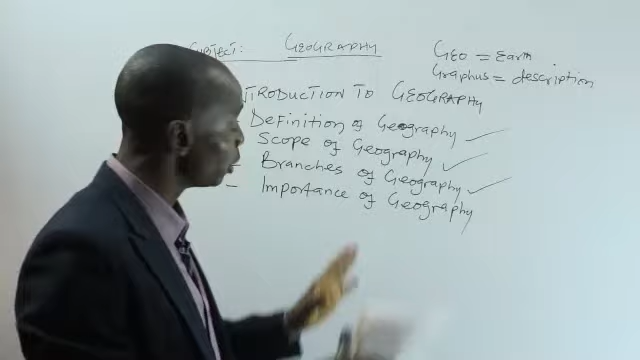 SUBJECT: GEOGRAPHY
GEO = Earth
Graphus = description
INTRODUCTION TO GEOGRAPHY
- Definition of Geography
Scope of Geography
- Branches of Geography
- Importance of Geography